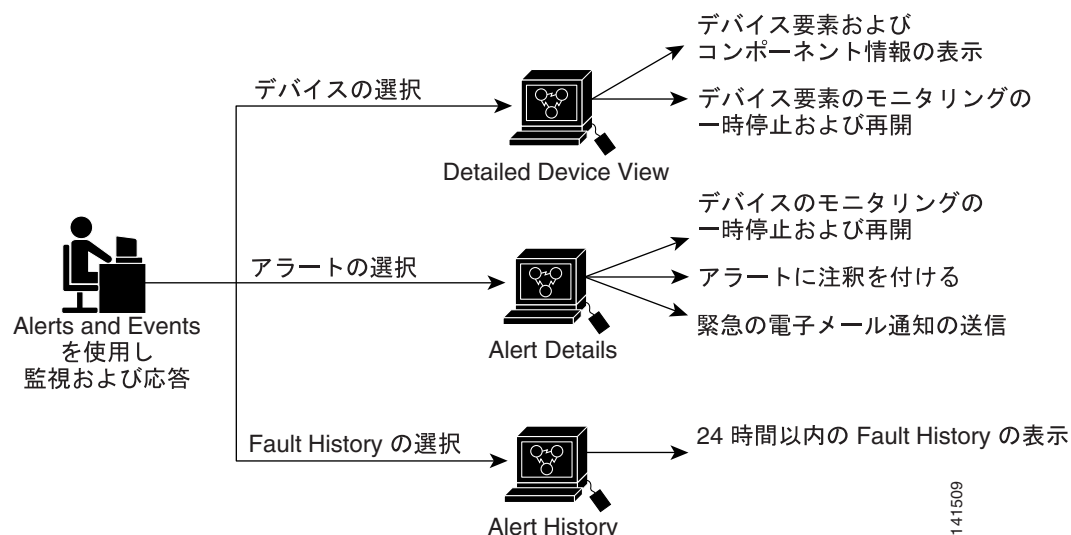 デバイス要素および
コンポーネント情報の表示
デバイスの選択
デバイス要素のモニタリングの
一時停止および再開
Detailed Device View
デバイスのモニタリングの
一時停止および再開
アラートの選択
アラートに注釈を付ける
緊急の電子メール通知の送信
Alerts and Events
を使用し
監視および応答
Alert Details
Fault History の選択
24 時間以内の Fault History の表示
Alert History
141509